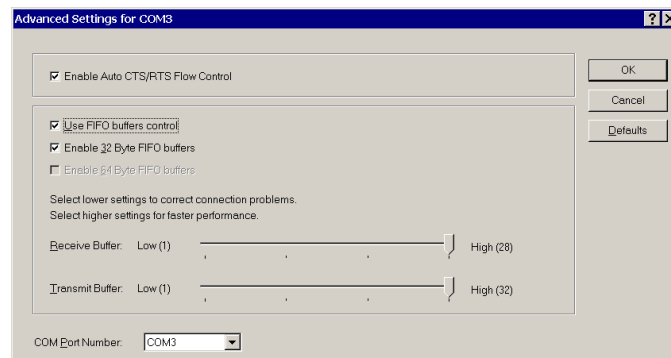 Advanced Settings for COM3
Enable Auto CTS/RTS Flow Control
OK
Cancel
Defaults
Use FIFO buffers control
Enable 32 Byte FIFO buffers
Enable 64 Byte FIFO buffers
Select lower settings to correct connection problems.
Select higher settings for faster performance.
Receive Buffer: Low (1) High (28)
Transmit Buffer: Low (1) High (32)
COM Port Number: COM3